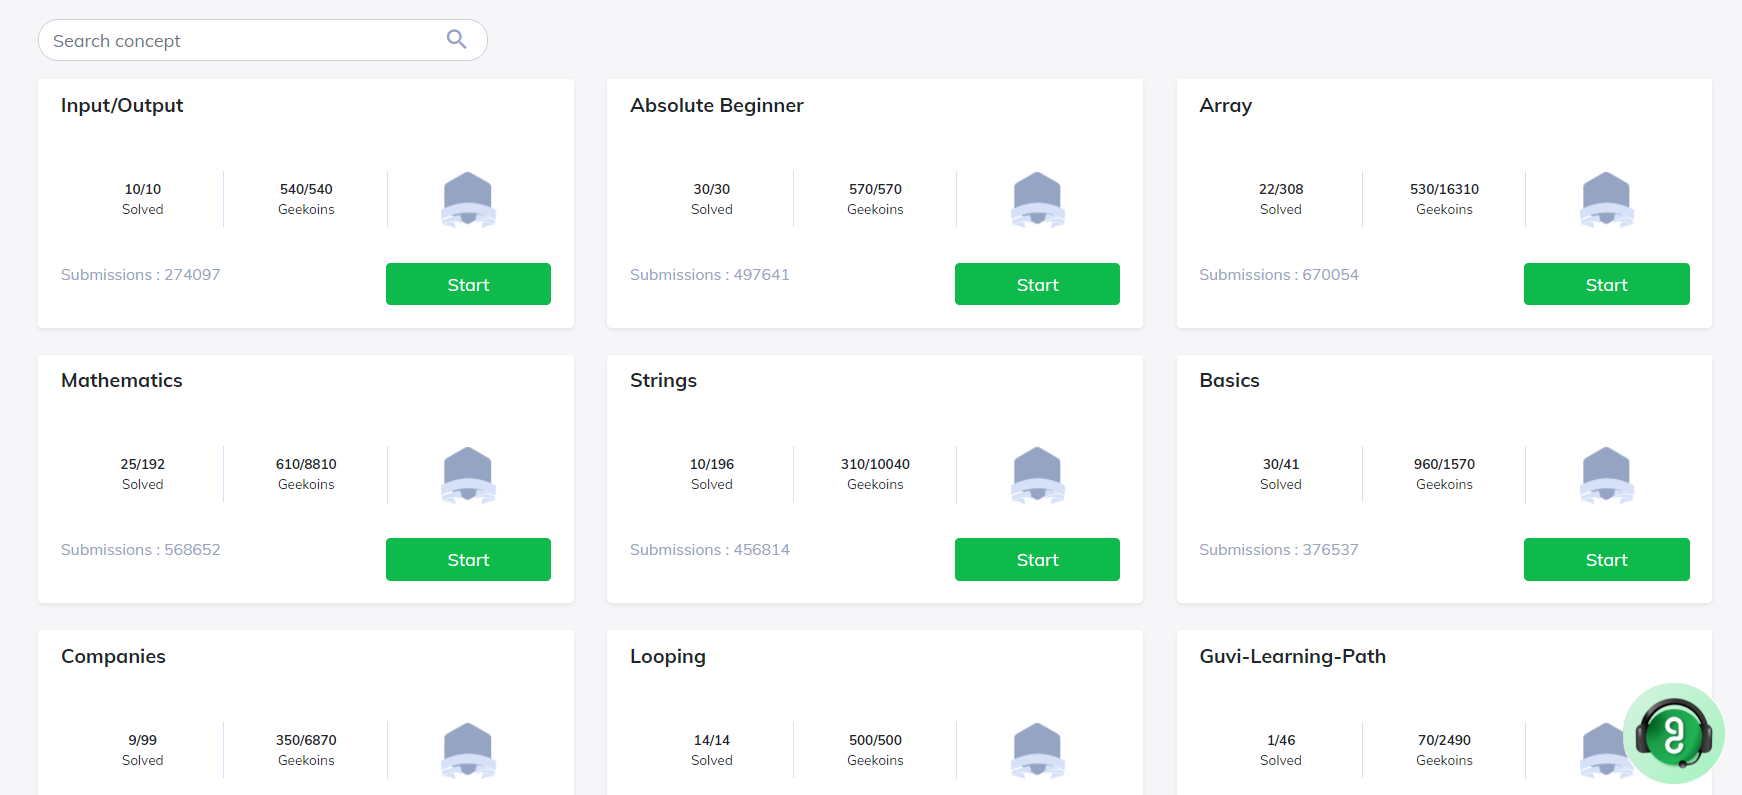 Search concept
Input/Output
10/10
Solved
540/540
Geekoins
Submissions : 274097
Start
Absolute Beginner
30/30
Solved
570/570
Geekoins
Submissions : 497641
Start
Array
22/308
Solved
530/16310
Geekoins
Submissions : 670054
Start
Mathematics
25/192
Solved
610/8810
Geekoins
Submissions : 568652
Start
Strings
10/196
Solved
310/10040
Geekoins
Submissions : 456814
Start
Basics
30/41
Solved
960/1570
Geekoins
Submissions : 376537
Start
Companies
9/99
Solved
350/6870
Geekoins
Looping
14/14
Solved
500/500
Geekoins
Guvi-Learning-Path
1/46
Solved
70/2490
Geekoins